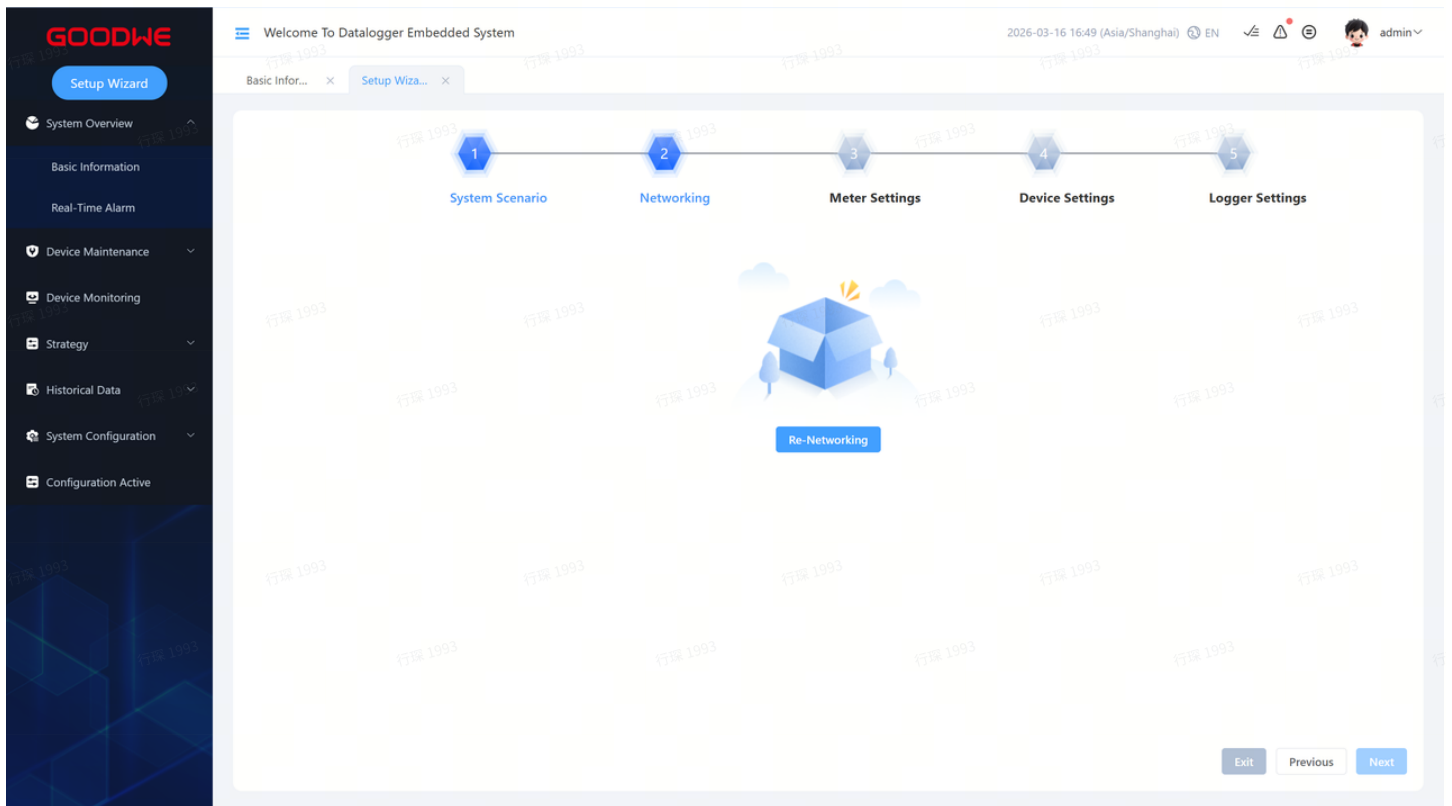 GOODWE
Setup Wizard
System Overview
Basic Information
Real-Time Alarm
Device Maintenance
Device Monitoring
Strategy
Historical Data
System Configuration
Configuration Active
Welcome To Datalogger Embedded System
2026-03-16 16:49 (Asia/Shanghai) EN admin
Basic Infor... Setup Wiza...
1 2 3 4 5
System Scenario Networking Meter Settings Device Settings Logger Settings
Re-Networking
Exit Previous Next
行琛 1993